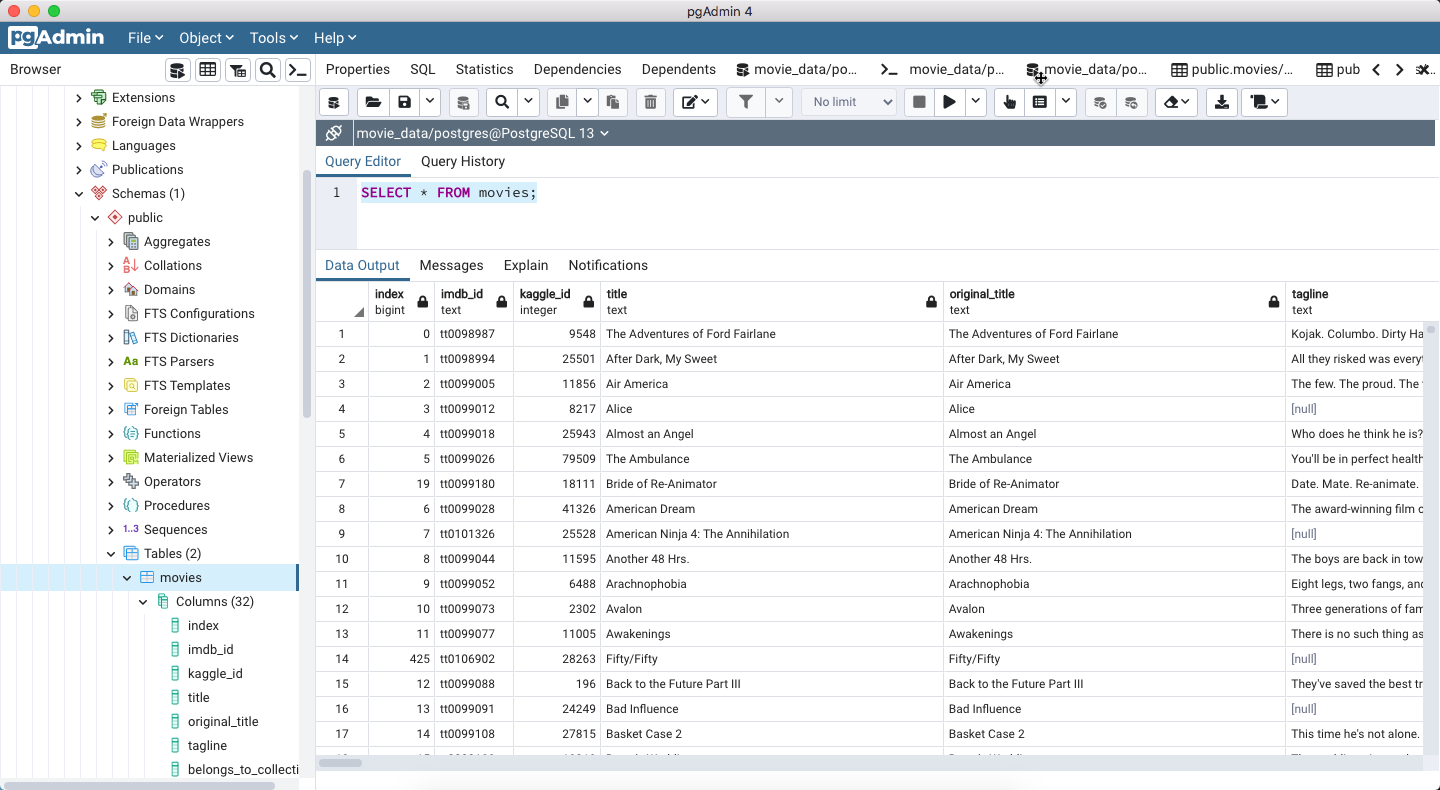 pgAdmin 4
pgAdmin File Object Tools Help
Browser
Properties SQL Statistics Dependencies Dependents movie_data/po... movie_data/p... movie_data/po... public.movies/... pub
No limit
movie_data/postgres@PostgreSQL 13
Query Editor Query History
1 SELECT * FROM movies;
Extensions
Foreign Data Wrappers
Languages
Publications
Schemas (1)
public
Aggregates
Collations
Domains
FTS Configurations
FTS Dictionaries
Aa FTS Parsers
FTS Templates
Foreign Tables
Functions
Materialized Views
Operators
Procedures
1..3 Sequences
Tables (2)
movies
Columns (32)
index
imdb_id
kaggle_id
title
original_title
tagline
belongs_to_collecti
Data Output Messages Explain Notifications
index imdb_id kaggle_id title original_title tagline
bigint text integer text text text
1 0 tt0098987 9548 The Adventures of Ford Fairlane The Adventures of Ford Fairlane Kojak. Columbo. Dirty Ha
2 1 tt0098994 25501 After Dark, My Sweet After Dark, My Sweet All they risked was everyt
3 2 tt0099005 11856 Air America Air America The few. The proud. The
4 3 tt0099012 8217 Alice Alice [null]
5 4 tt0099018 25943 Almost an Angel Almost an Angel Who does he think he is?
6 5 tt0099026 79509 The Ambulance The Ambulance You'll be in perfect health
7 19 tt0099180 18111 Bride of Re-Animator Bride of Re-Animator Date. Mate. Re-animate.
8 6 tt0099028 41326 American Dream American Dream The award-winning film o
9 7 tt0101326 25528 American Ninja 4: The Annihilation American Ninja 4: The Annihilation [null]
10 8 tt0099044 11595 Another 48 Hrs. Another 48 Hrs. The boys are back in tow
11 9 tt0099052 6488 Arachnophobia Arachnophobia Eight legs, two fangs, and
12 10 tt0099073 2302 Avalon Avalon Three generations of fam
13 11 tt0099077 11005 Awakenings Awakenings There is no such thing as
14 425 tt0106902 28263 Fifty/Fifty Fifty/Fifty [null]
15 12 tt0099088 196 Back to the Future Part III Back to the Future Part III They've saved the best tr
16 13 tt0099091 24249 Bad Influence Bad Influence [null]
17 14 tt0099108 27815 Basket Case 2 Basket Case 2 This time he's not alone.